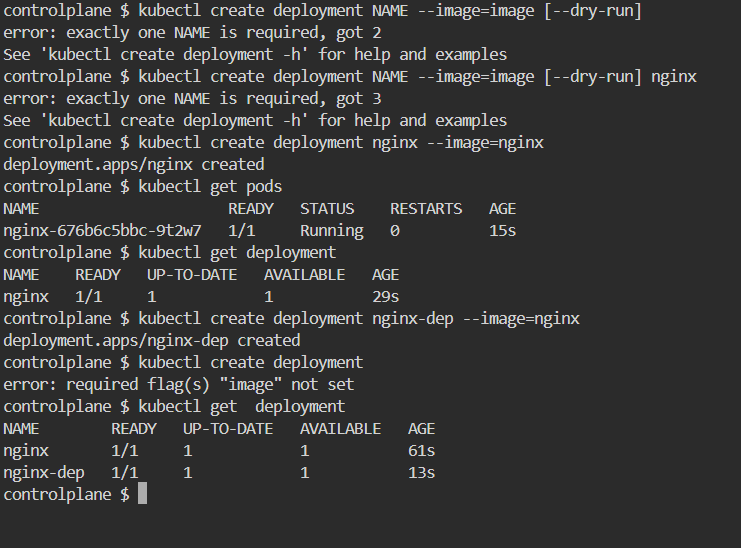 controlplane $ kubectl create deployment NAME --image=image [--dry-run]
error: exactly one NAME is required, got 2
See 'kubectl create deployment -h' for help and examples
controlplane $ kubectl create deployment NAME --image=image [--dry-run] nginx
error: exactly one NAME is required, got 3
See 'kubectl create deployment -h' for help and examples
controlplane $ kubectl create deployment nginx --image=nginx
deployment.apps/nginx created
controlplane $ kubectl get pods
NAME                     READY   STATUS    RESTARTS   AGE
nginx-676b6c5bbc-9t2w7   1/1     Running   0          15s
controlplane $ kubectl get deployment
NAME    READY   UP-TO-DATE   AVAILABLE   AGE
nginx   1/1     1            1           29s
controlplane $ kubectl create deployment nginx-dep --image=nginx
deployment.apps/nginx-dep created
controlplane $ kubectl create deployment
error: required flag(s) "image" not set
controlplane $ kubectl get  deployment
NAME        READY   UP-TO-DATE   AVAILABLE   AGE
nginx       1/1     1            1           61s
nginx-dep   1/1     1            1           13s
controlplane $